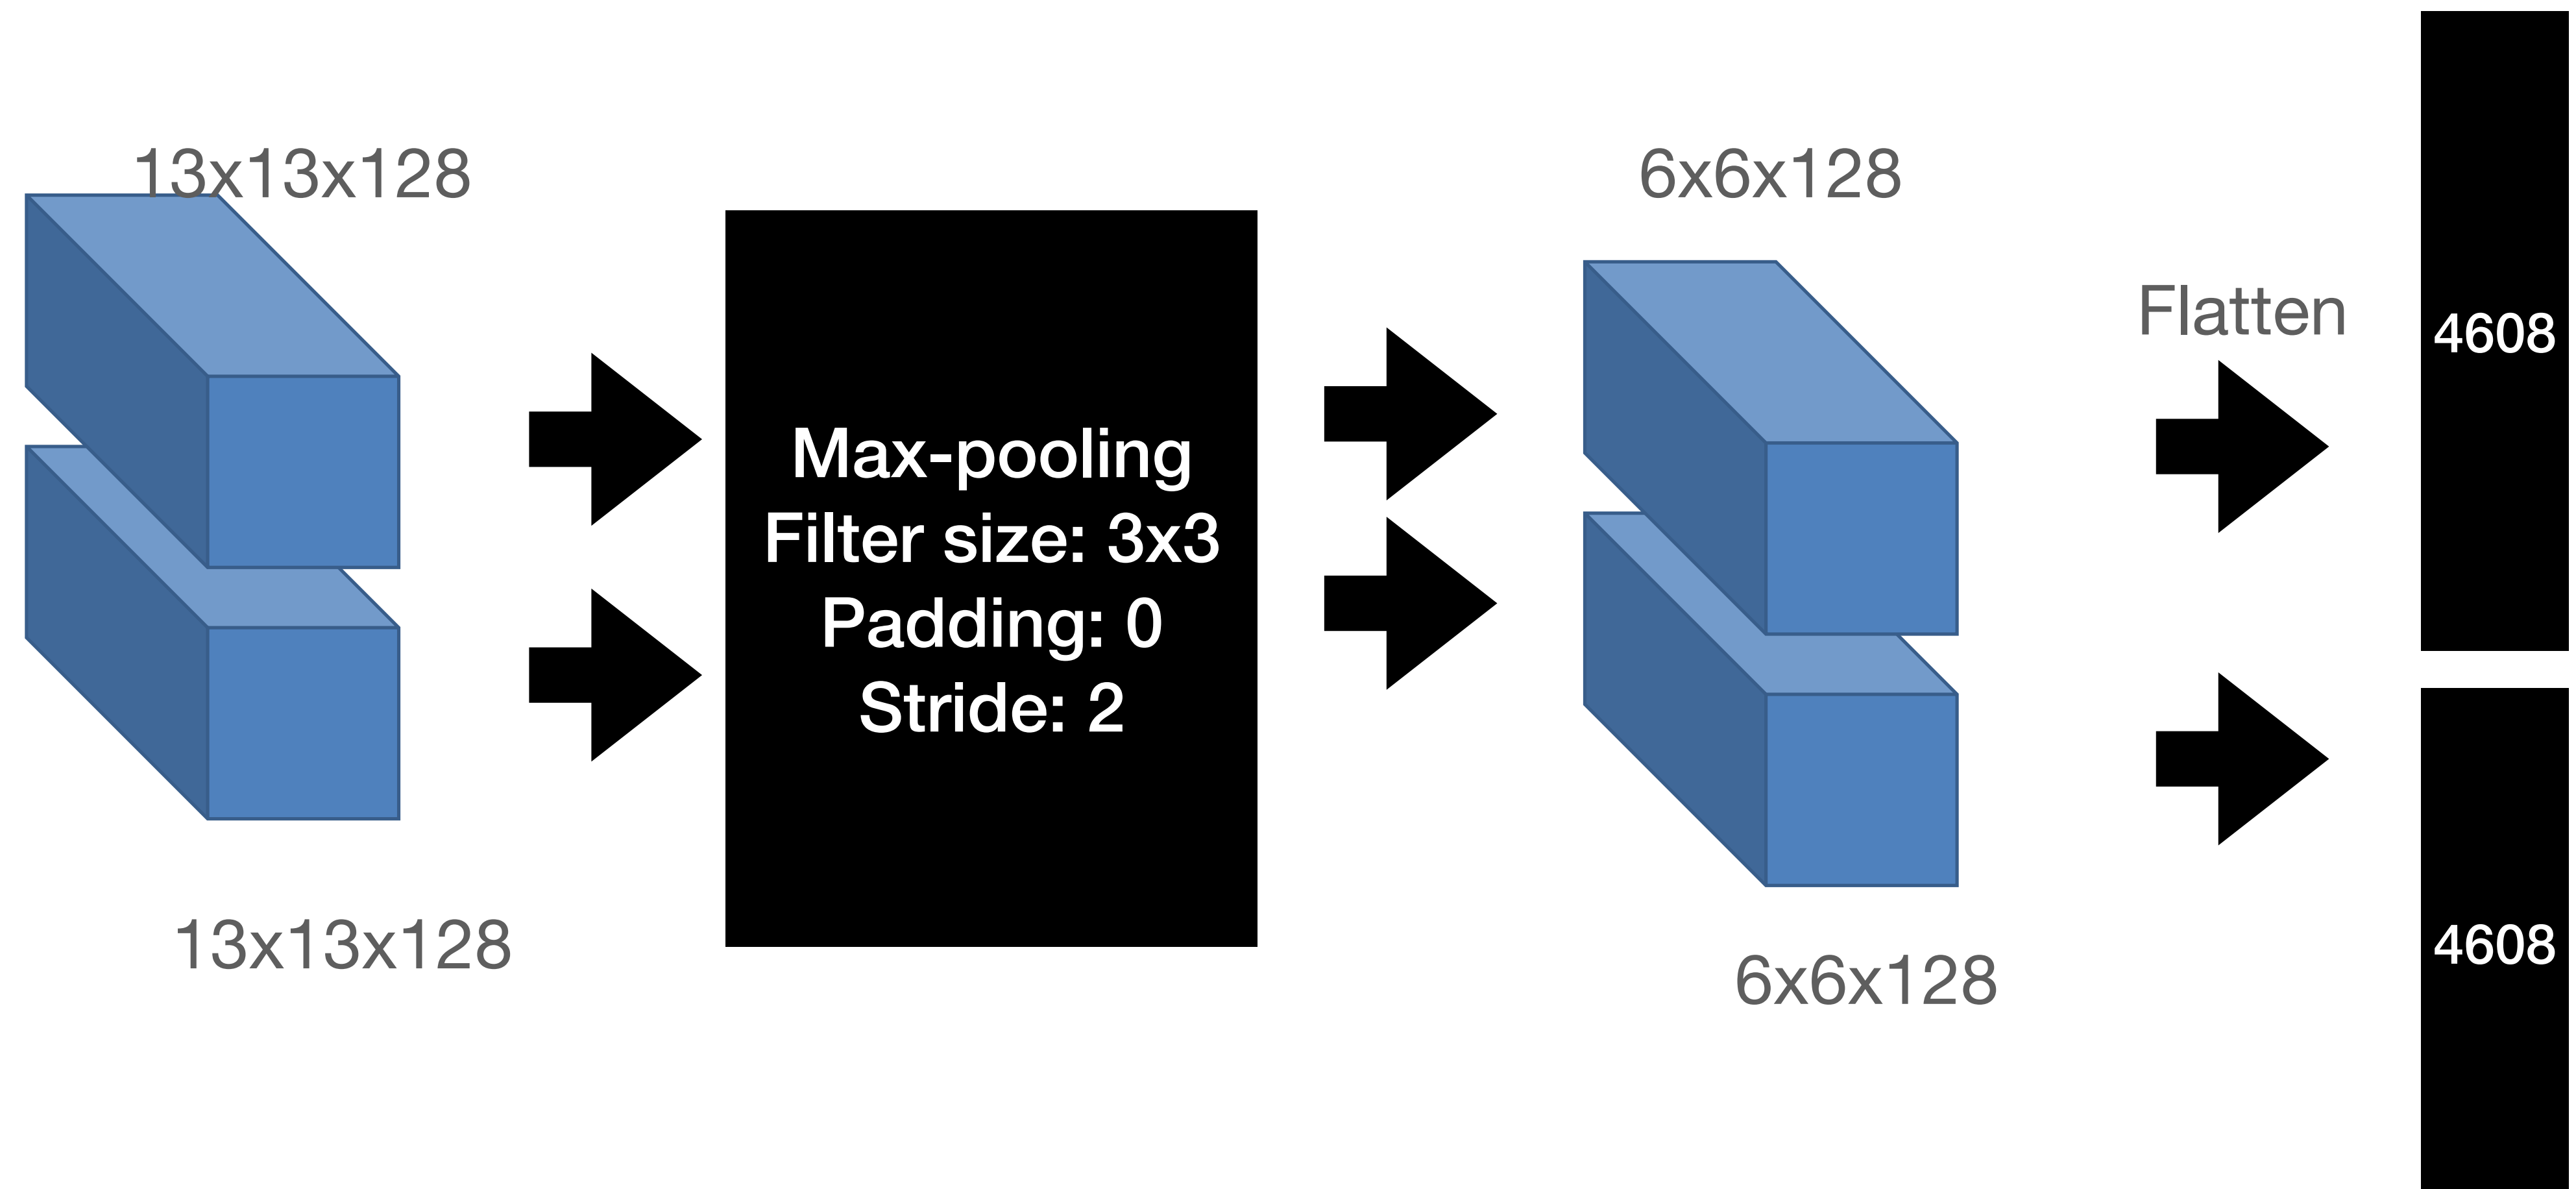 13x13x128
6x6x128
Flatten
4608
Max-pooling
Filter size: 3x3
Padding: 0
Stride: 2
13x13x128
6x6x128
4608